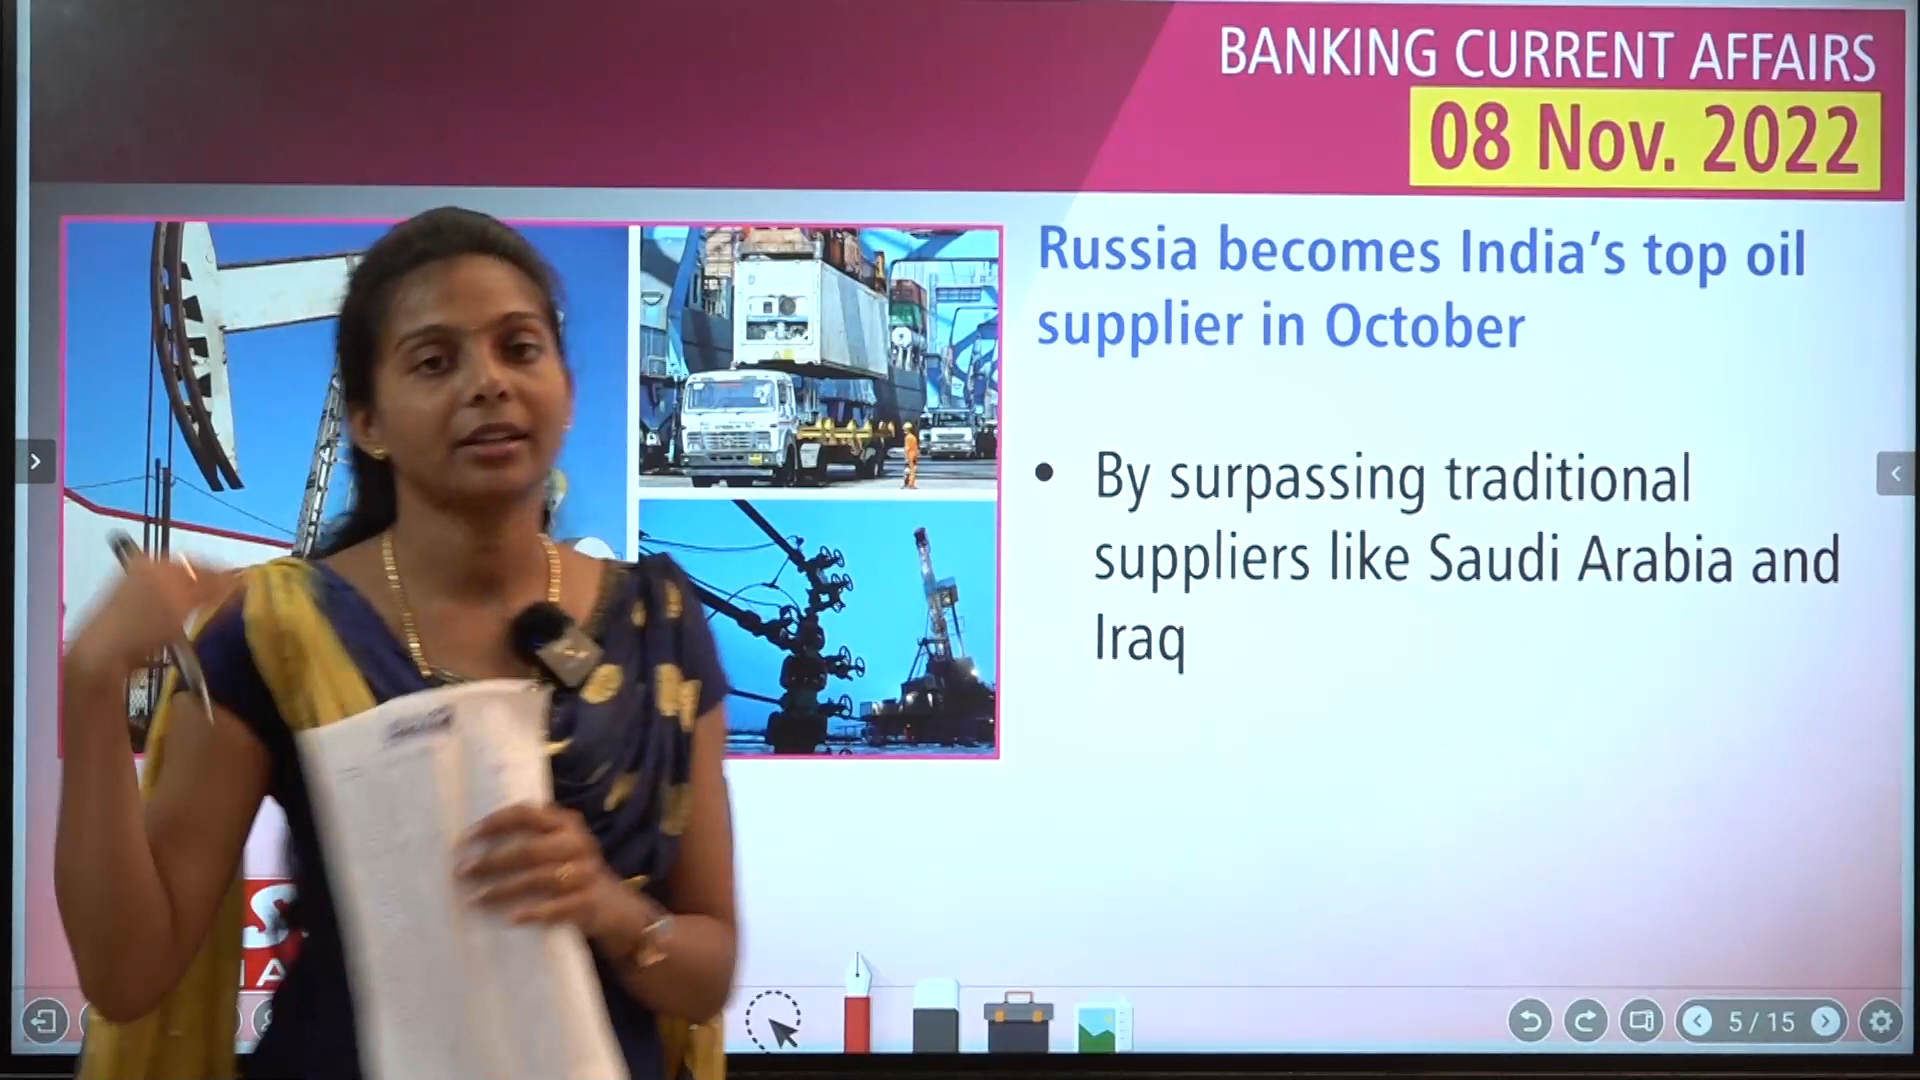 BANKING CURRENT AFFAIRS
08 Nov. 2022
Russia becomes India’s top oil
supplier in October
• By surpassing traditional
suppliers like Saudi Arabia and
Iraq
5 / 15